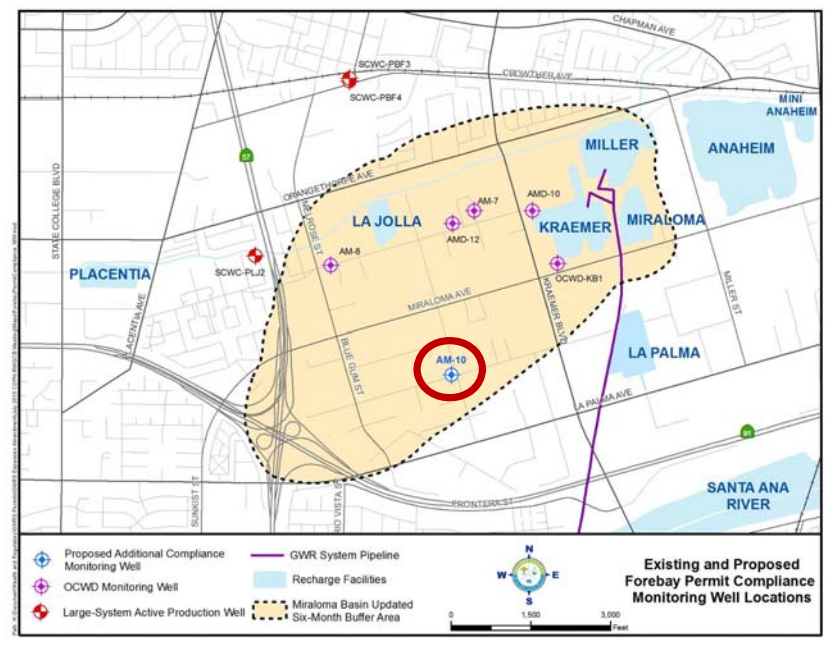 CHAPMAN AVE
SCWC-PBF3
CROWTHER AVE
SCWC-PBF4
MINI
ANAHEIM
MILLER
ANAHEIM
57
STATE COLLEGE BLVD
ORANGETHORPE AVE
MELROSE ST
LA JOLLA
AM-7
AMD-10
AMD-12
KRAEMER
MIRALOMA
AM-8
SCWC-PLJ2
PLACENTIA
OCWD-KB1
MILLER ST
MIRALOMA AVE
KRAEMER BLVD
PLACENTIA AVE
BLUE GUM ST
LA PALMA
AM-10
LA PALMA AVE
91
SUNKIST ST
RIO VISTA S
FRONTERA ST
SANTA ANA
RIVER
Proposed Additional Compliance
Monitoring Well
OCWD Monitoring Well
Large-System Active Production Well
GWR System Pipeline
Recharge Facilities
Miraloma Basin Updated
Six-Month Buffer Area
N
W E
S
0 1,500 3,000
Feet
Existing and Proposed
Forebay Permit Compliance
Monitoring Well Locations